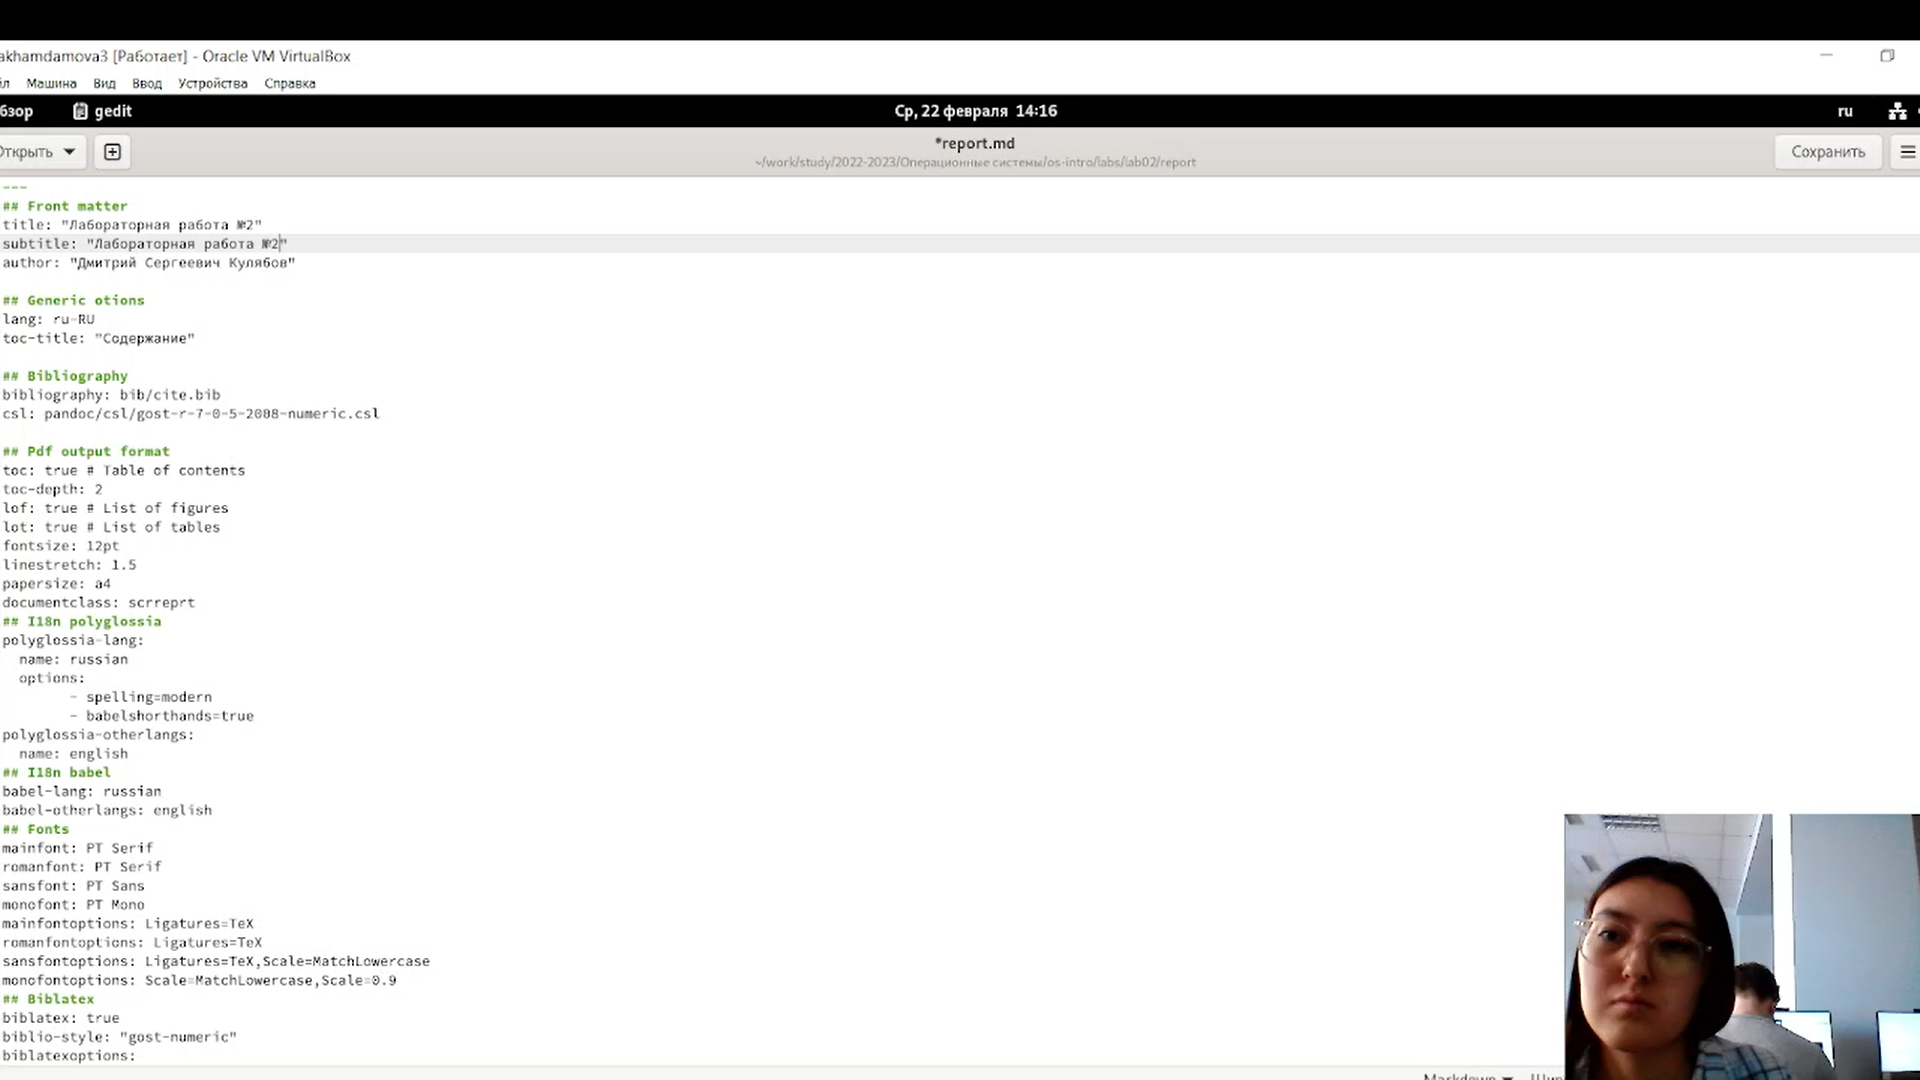 akhamdamova3 [Работает] - Oracle VM VirtualBox
Машина Вид Ввод Устройства Справка
gedit Ср, 22 февраля 14:16 ru
*report.md
Сохранить
~/work/study/2022-2023/Операционные системы/os-intro/labs/lab02/report
---
## Front matter
title: "Лабораторная работа №2"
subtitle: "Лабораторная работа №2"
author: "Дмитрий Сергеевич Кулябов"
## Generic otions
lang: ru-RU
toc-title: "Содержание"
## Bibliography
bibliography: bib/cite.bib
csl: pandoc/csl/gost-r-7-0-5-2008-numeric.csl
## Pdf output format
toc: true # Table of contents
toc-depth: 2
lof: true # List of figures
lot: true # List of tables
fontsize: 12pt
linestretch: 1.5
papersize: a4
documentclass: scrreprt
## I18n polyglossia
polyglossia-lang:
  name: russian
  options:
	- spelling=modern
	- babelshorthands=true
polyglossia-otherlangs:
  name: english
## I18n babel
babel-lang: russian
babel-otherlangs: english
## Fonts
mainfont: PT Serif
romanfont: PT Serif
sansfont: PT Sans
monofont: PT Mono
mainfontoptions: Ligatures=TeX
romanfontoptions: Ligatures=TeX
sansfontoptions: Ligatures=TeX,Scale=MatchLowercase
monofontoptions: Scale=MatchLowercase,Scale=0.9
## Biblatex
biblatex: true
biblio-style: "gost-numeric"
biblatexoptions: